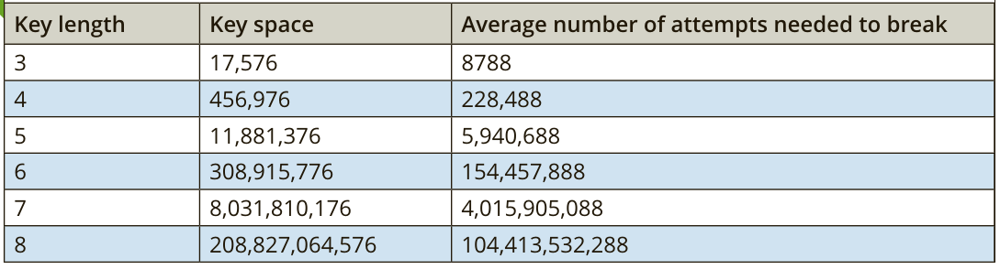 Key length Key space Average number of attempts needed to break
3 17,576 8788
4 456,976 228,488
5 11,881,376 5,940,688
6 308,915,776 154,457,888
7 8,031,810,176 4,015,905,088
8 208,827,064,576 104,413,532,288